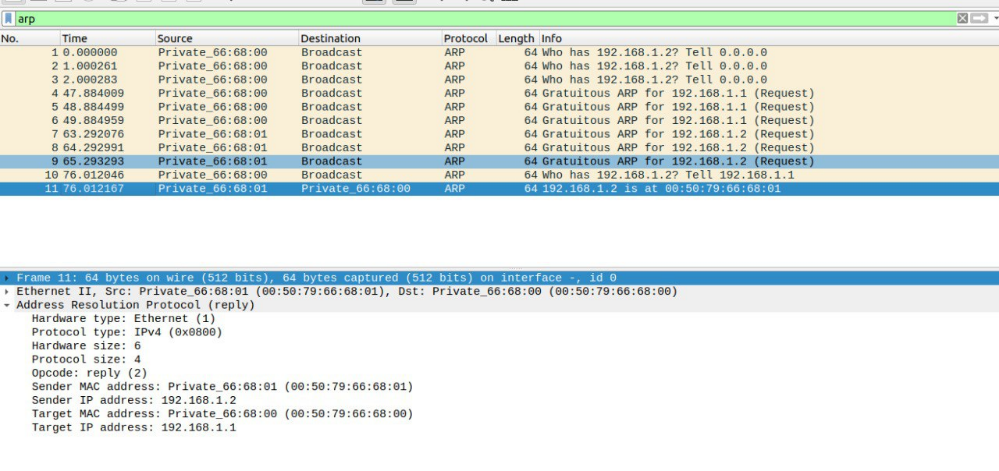 arp
No. Time Source Destination Protocol Length Info
1 0.000000 Private_66:68:00 Broadcast ARP 64 Who has 192.168.1.2? Tell 0.0.0.0
2 1.000261 Private_66:68:00 Broadcast ARP 64 Who has 192.168.1.2? Tell 0.0.0.0
3 2.000283 Private_66:68:00 Broadcast ARP 64 Who has 192.168.1.2? Tell 0.0.0.0
4 47.884009 Private_66:68:00 Broadcast ARP 64 Gratuitous ARP for 192.168.1.1 (Request)
5 48.884499 Private_66:68:00 Broadcast ARP 64 Gratuitous ARP for 192.168.1.1 (Request)
6 49.884959 Private_66:68:00 Broadcast ARP 64 Gratuitous ARP for 192.168.1.1 (Request)
7 63.292076 Private_66:68:01 Broadcast ARP 64 Gratuitous ARP for 192.168.1.2 (Request)
8 64.292991 Private_66:68:01 Broadcast ARP 64 Gratuitous ARP for 192.168.1.2 (Request)
9 65.293293 Private_66:68:01 Broadcast ARP 64 Gratuitous ARP for 192.168.1.2 (Request)
10 76.012046 Private_66:68:00 Broadcast ARP 64 Who has 192.168.1.2? Tell 192.168.1.1
11 76.012167 Private_66:68:01 Private_66:68:00 ARP 64 192.168.1.2 is at 00:50:79:66:68:01
Frame 11: 64 bytes on wire (512 bits), 64 bytes captured (512 bits) on interface -, id 0
Ethernet II, Src: Private_66:68:01 (00:50:79:66:68:01), Dst: Private_66:68:00 (00:50:79:66:68:00)
Address Resolution Protocol (reply)
Hardware type: Ethernet (1)
Protocol type: IPv4 (0x0800)
Hardware size: 6
Protocol size: 4
Opcode: reply (2)
Sender MAC address: Private_66:68:01 (00:50:79:66:68:01)
Sender IP address: 192.168.1.2
Target MAC address: Private_66:68:00 (00:50:79:66:68:00)
Target IP address: 192.168.1.1